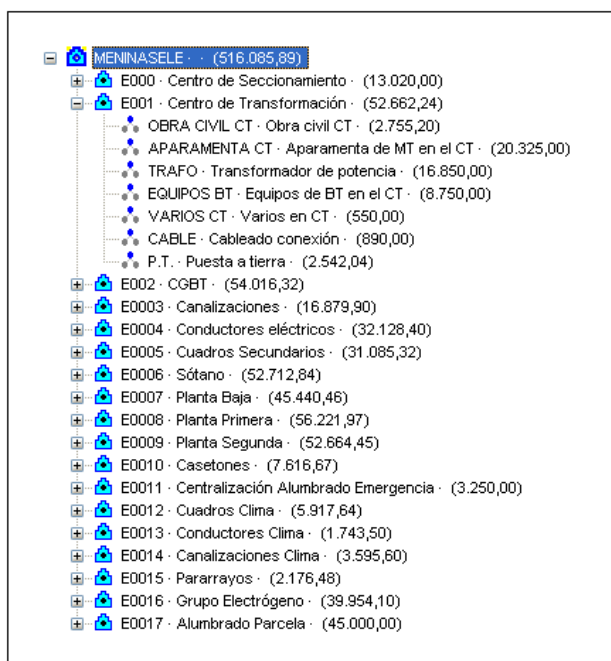 MENINASELE · · (516.085,89)
E000 · Centro de Seccionamiento · (13.020,00)
E001 · Centro de Transformación · (52.662,24)
OBRA CIVIL CT · Obra civil CT · (2.755,20)
APARAMENTA CT · Aparamenta de MT en el CT · (20.325,00)
TRAFO · Transformador de potencia · (16.850,00)
EQUIPOS BT · Equipos de BT en el CT · (8.750,00)
VARIOS CT · Varios en CT · (550,00)
CABLE · Cableado conexión · (890,00)
P.T. · Puesta a tierra · (2.542,04)
E002 · CGBT · (54.016,32)
E0003 · Canalizaciones · (16.879,90)
E0004 · Conductores eléctricos · (32.128,40)
E0005 · Cuadros Secundarios · (31.085,32)
E0006 · Sótano · (52.712,84)
E0007 · Planta Baja · (45.440,46)
E0008 · Planta Primera · (56.221,97)
E0009 · Planta Segunda · (52.664,45)
E0010 · Casetones · (7.616,67)
E0011 · Centralización Alumbrado Emergencia · (3.250,00)
E0012 · Cuadros Clima · (5.917,64)
E0013 · Conductores Clima · (1.743,50)
E0014 · Canalizaciones Clima · (3.595,60)
E0015 · Pararrayos · (2.176,48)
E0016 · Grupo Electrógeno · (39.954,10)
E0017 · Alumbrado Parcela · (45.000,00)